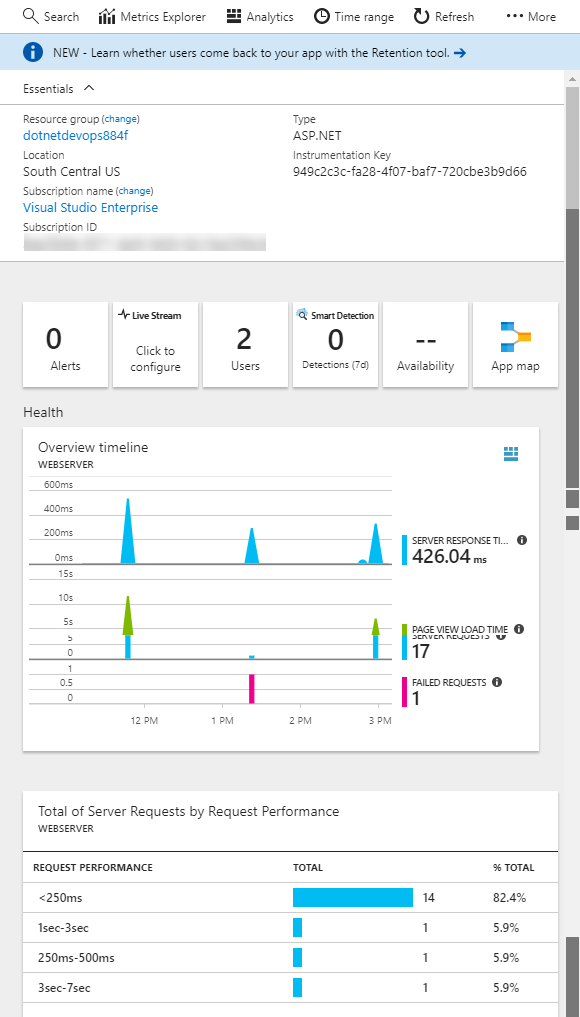 Search Metrics Explorer Analytics Time range Refresh ··· More
NEW - Learn whether users come back to your app with the Retention tool. →
Essentials
Resource group (change)
dotnetdevops884f
Type
ASP.NET
Location
South Central US
Instrumentation Key
949c2c3c-fa28-4f07-baf7-720cbe3b9d66
Subscription name (change)
Visual Studio Enterprise
Subscription ID
0
Alerts
Live Stream
Click to
configure
2
Users
Smart Detection
0
Detections (7d)
--
Availability
App map
Health
Overview timeline
WEBSERVER
600ms
400ms
200ms
0ms
SERVER RESPONSE TI...
426.04 ms
15s
10s
5s
PAGE VIEW LOAD TIME
5
0
SERVER REQUESTS
17
1
0.5
0
FAILED REQUESTS
1
12 PM 1 PM 2 PM 3 PM
Total of Server Requests by Request Performance
WEBSERVER
REQUEST PERFORMANCE TOTAL % TOTAL
<250ms 14 82.4%
1sec-3sec 1 5.9%
250ms-500ms 1 5.9%
3sec-7sec 1 5.9%